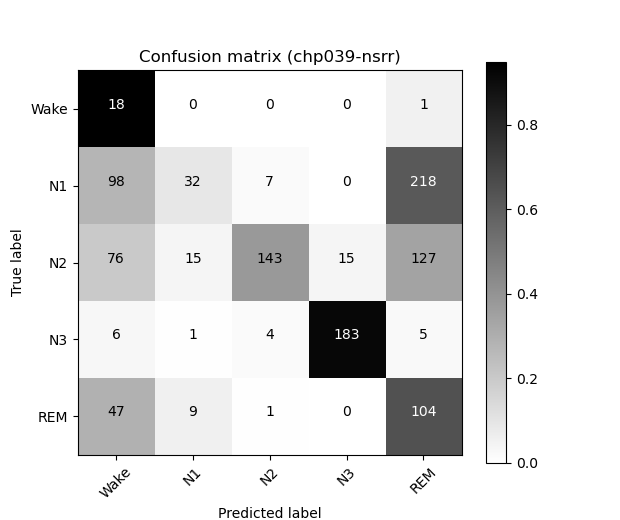 Confusion matrix (chp039-nsrr)
True label
Wake 18 0 0 0 1
N1 98 32 7 0 218
N2 76 15 143 15 127
N3 6 1 4 183 5
REM 47 9 1 0 104
Wake N1 N2 N3 REM
Predicted label
0.8
0.6
0.4
0.2
0.0